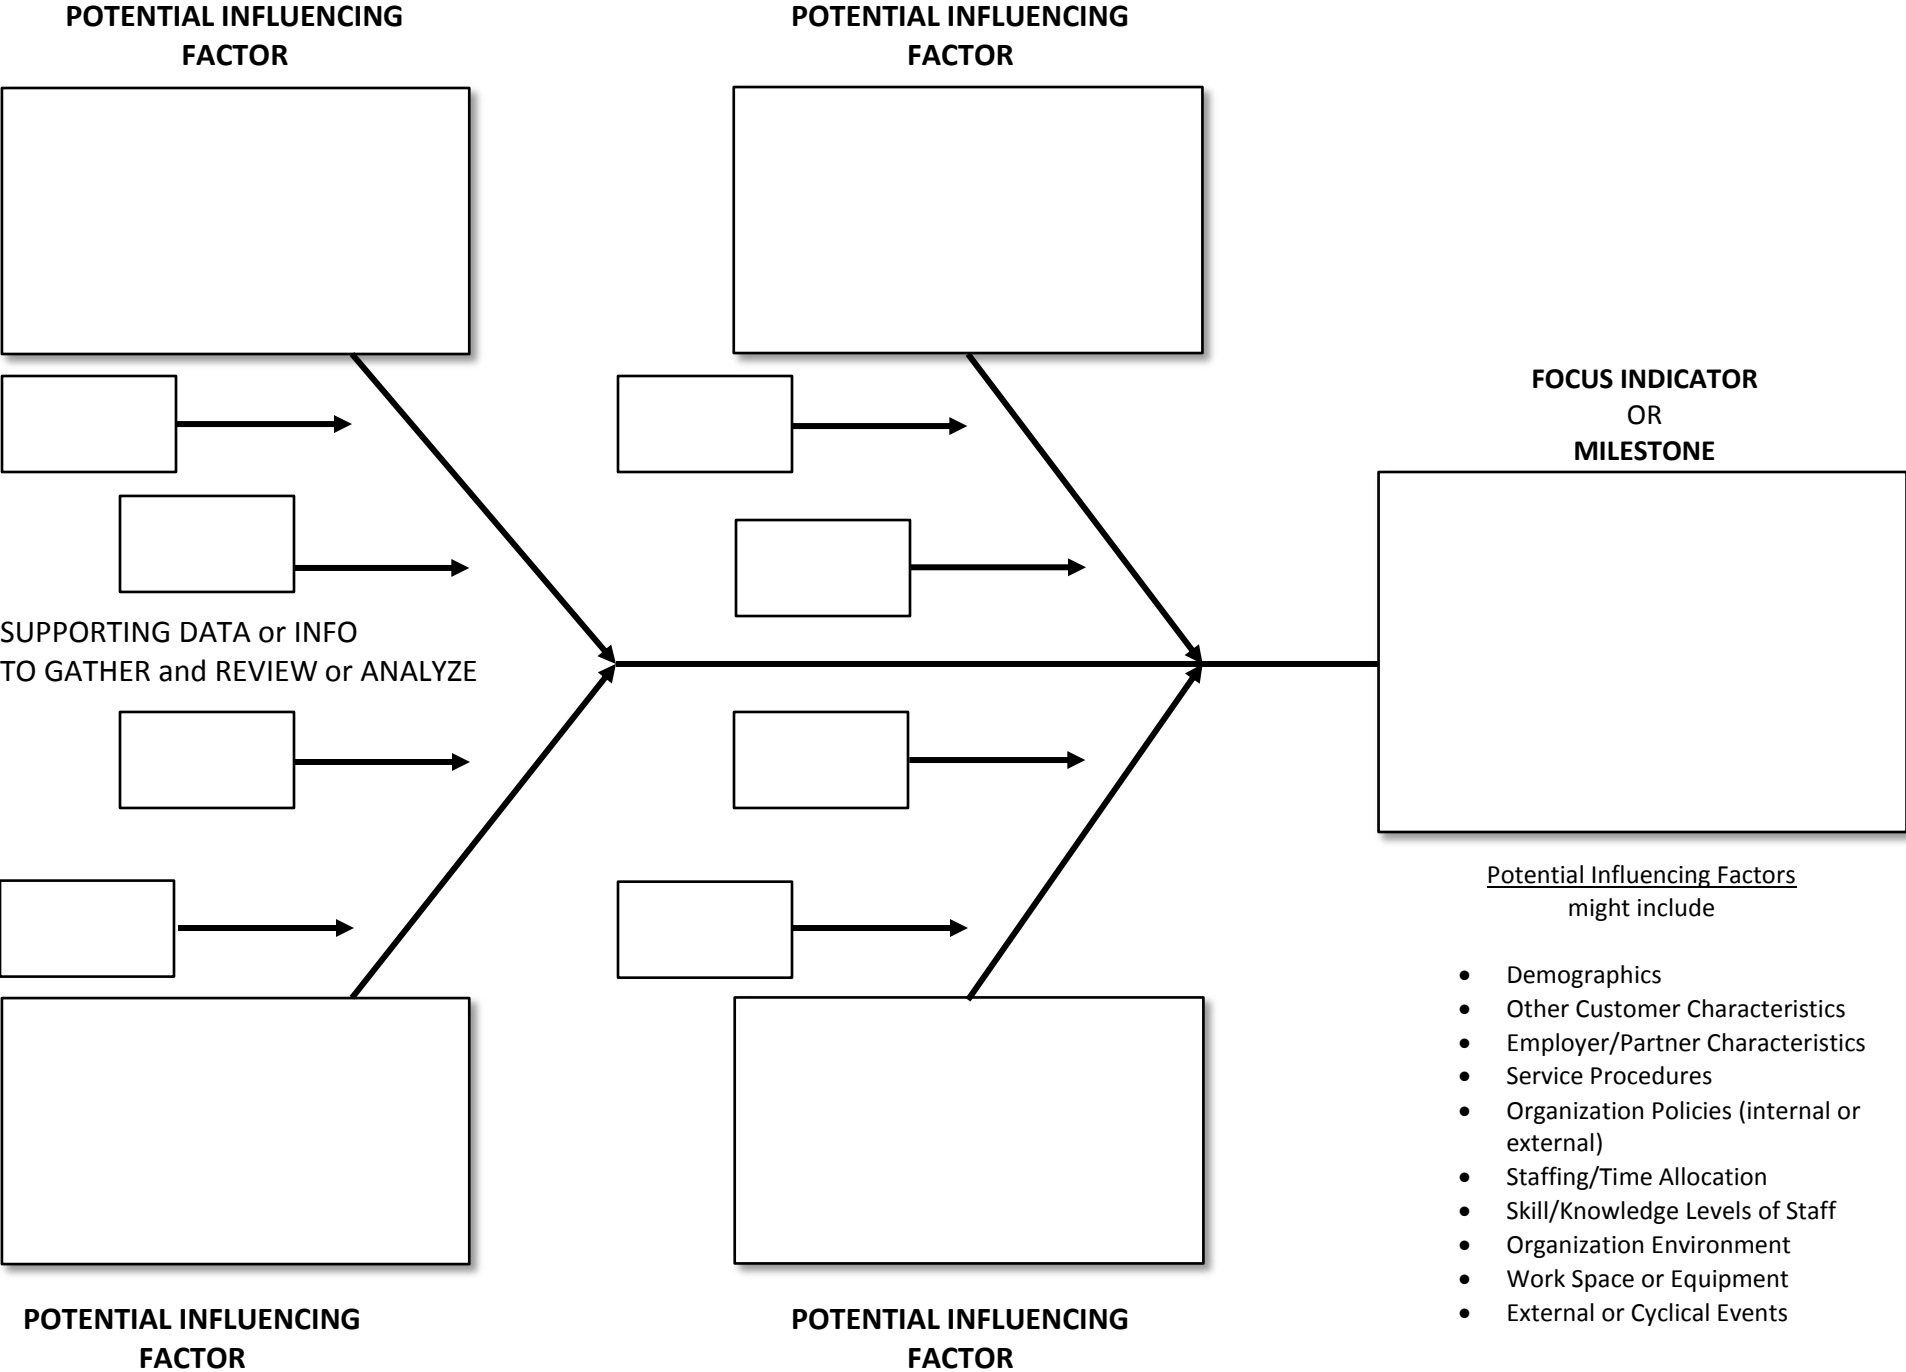 POTENTIAL INFLUENCING
FACTOR
POTENTIAL INFLUENCING
FACTOR
FOCUS INDICATOR
OR
MILESTONE
SUPPORTING DATA or INFO
TO GATHER and REVIEW or ANALYZE
Potential Influencing Factors
might include
• Demographics
• Other Customer Characteristics
• Employer/Partner Characteristics
• Service Procedures
• Organization Policies (internal or
external)
• Staffing/Time Allocation
• Skill/Knowledge Levels of Staff
• Organization Environment
• Work Space or Equipment
• External or Cyclical Events
POTENTIAL INFLUENCING
FACTOR
POTENTIAL INFLUENCING
FACTOR